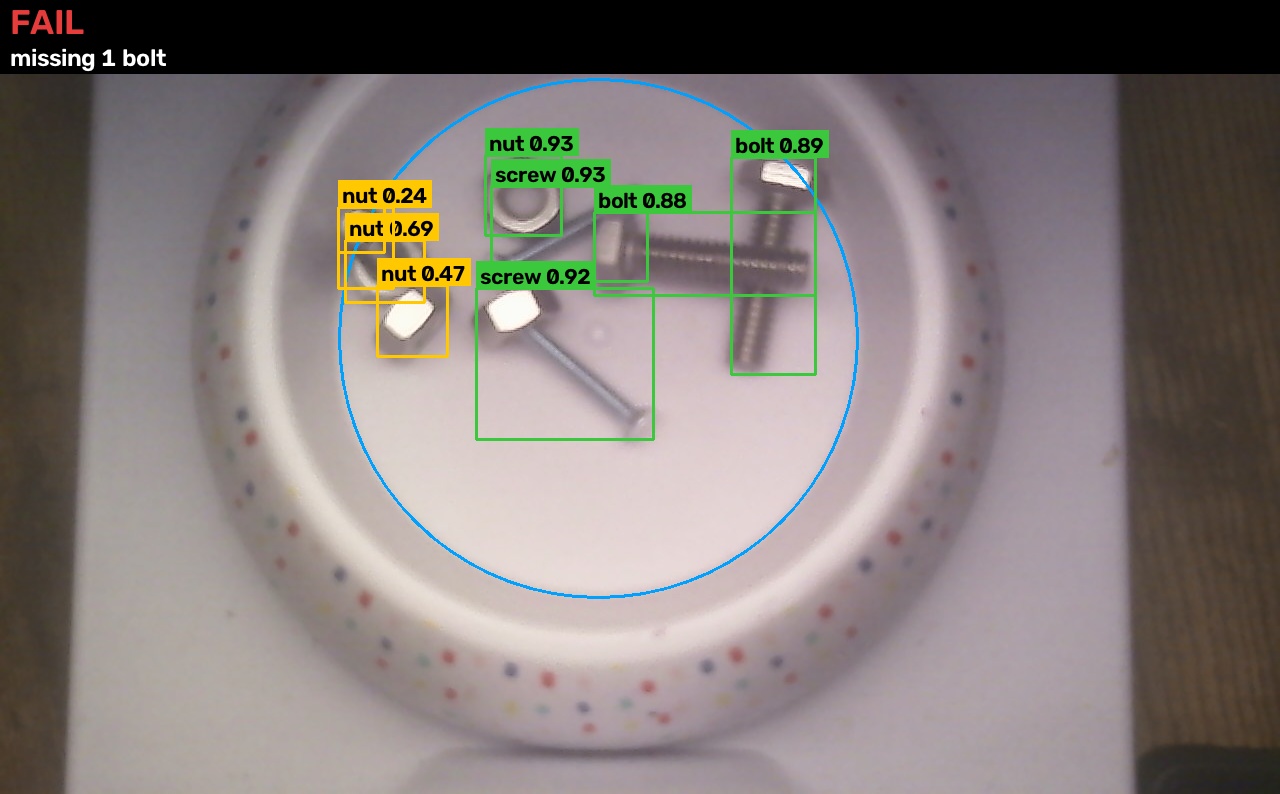 FAIL
missing 1 bolt
nut 0.93
bolt 0.89
screw 0.93
nut 0.24
bolt 0.88
nut 0.69
nut 0.47
screw 0.92